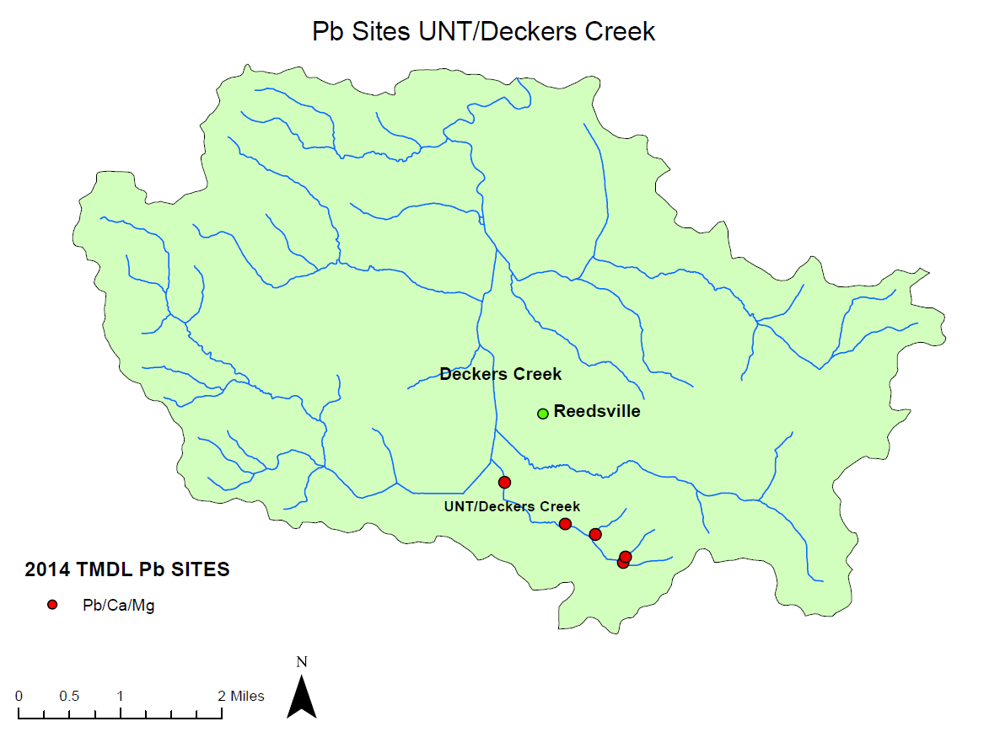 Pb Sites UNT/Deckers Creek
Deckers Creek
Reedsville
UNT/Deckers Creek
2014 TMDL Pb SITES
Pb/Ca/Mg
N
0 0.5 1 2 Miles